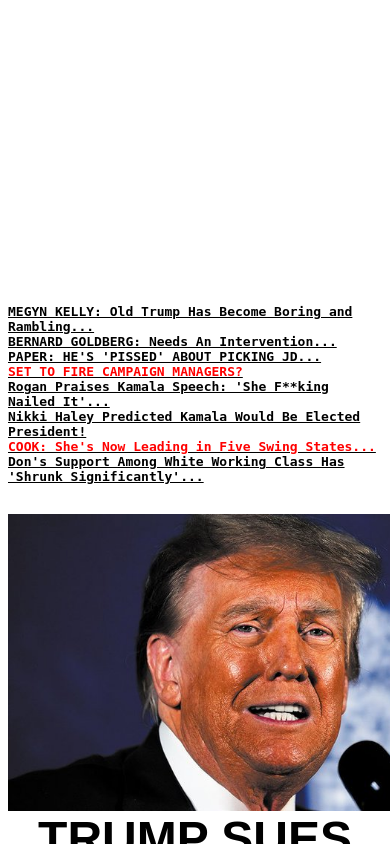 MEGYN KELLY: Old Trump Has Become Boring and
Rambling...
BERNARD GOLDBERG: Needs An Intervention...
PAPER: HE'S 'PISSED' ABOUT PICKING JD...
SET TO FIRE CAMPAIGN MANAGERS?
Rogan Praises Kamala Speech: 'She F**king
Nailed It'...
Nikki Haley Predicted Kamala Would Be Elected
President!
COOK: She's Now Leading in Five Swing States...
Don's Support Among White Working Class Has
'Shrunk Significantly'...
TRUMP SUES